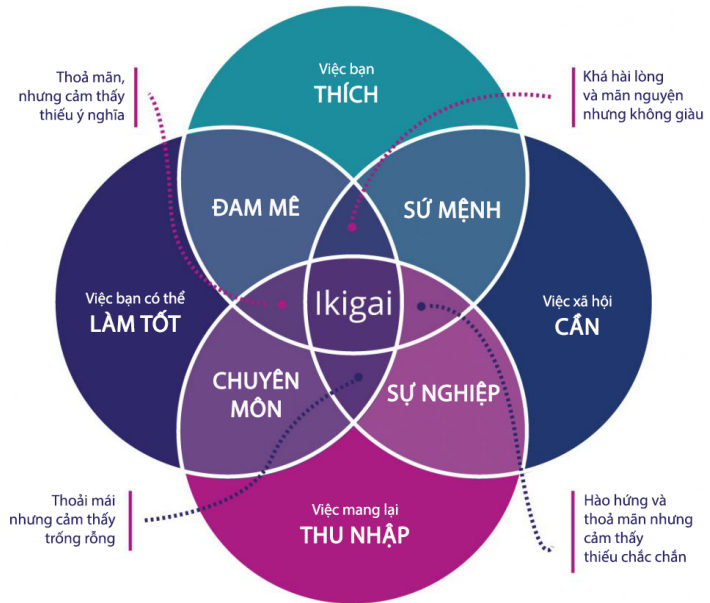 Việc bạn
THÍCH
Thoả mãn,
nhưng cảm thấy
thiếu ý nghĩa
Khá hài lòng
và mãn nguyện
nhưng không giàu
ĐAM MÊ
SỨ MỆNH
Việc bạn có thể
LÀM TỐT
Ikigai
Việc xã hội
CẦN
CHUYÊN
MÔN
SỰ NGHIỆP
Thoải mái
nhưng cảm thấy
trống rỗng
Việc mang lại
THU NHẬP
Hào hứng và
thoả mãn nhưng
cảm thấy
thiếu chắc chắn